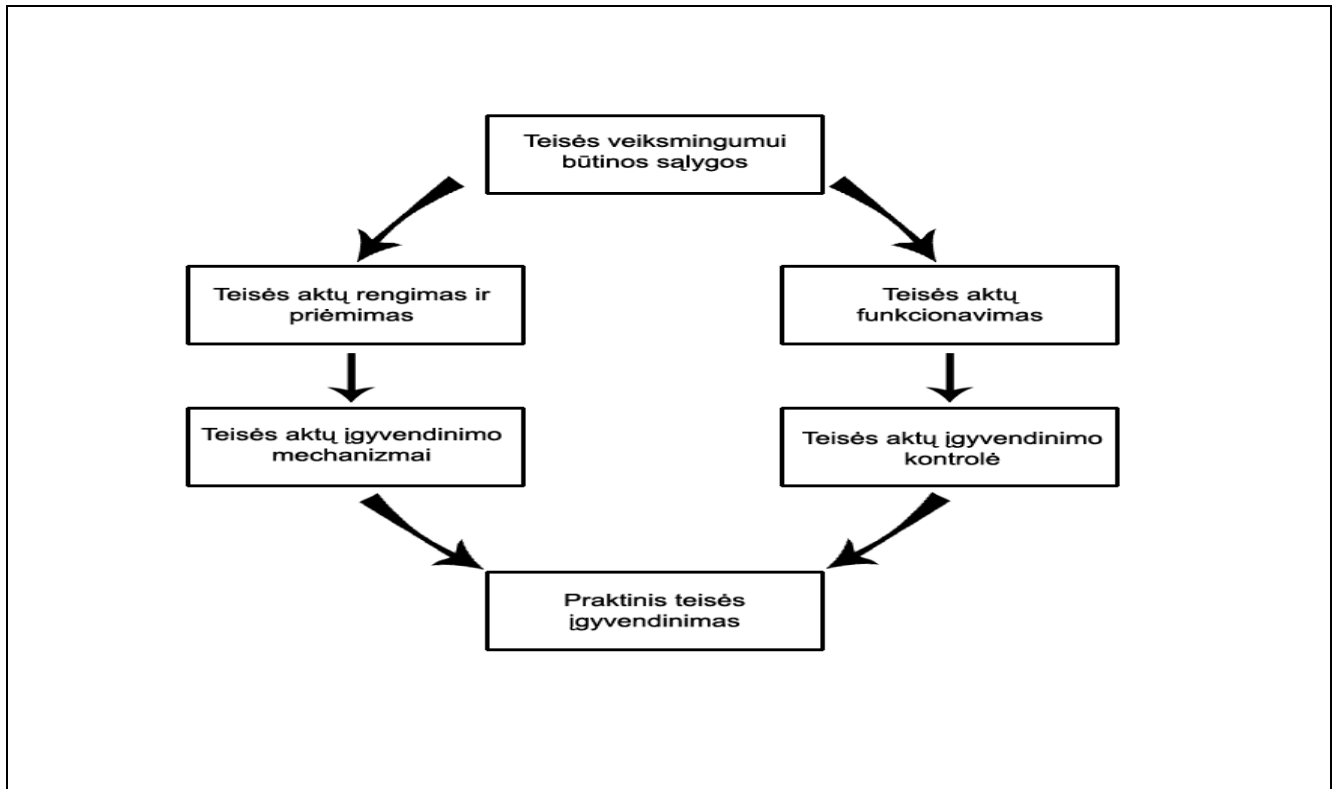 Teisės veiksmingumui
būtinos sąlygos
Teisės aktų rengimas ir
priėmimas
Teisės aktų
funkcionavimas
Teisės aktų įgyvendinimo
mechanizmai
Teisės aktų įgyvendinimo
kontrolė
Praktinis teisės
įgyvendinimas